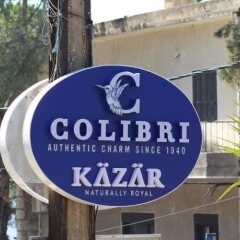 C
COLIBRI
AUTHENTIC CHARM SINCE 1940
KÄZÄR
NATURALLY ROYAL